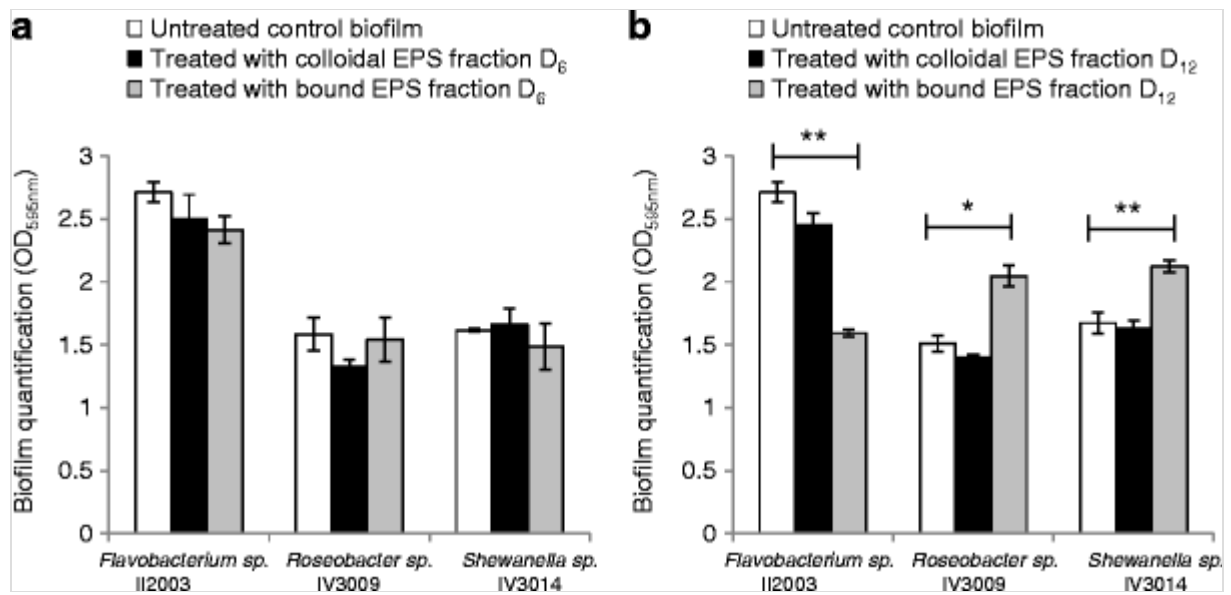 a
Untreated control biofilm
Treated with colloidal EPS fraction D₆
Treated with bound EPS fraction D₆
Biofilm quantification (OD₅₉₅nm)
3
2.5
2
1.5
1
0.5
0
Flavobacterium sp. Roseobacter sp. Shewanella sp.
II2003 IV3009 IV3014
b
Untreated control biofilm
Treated with colloidal EPS fraction D₁₂
Treated with bound EPS fraction D₁₂
Biofilm quantification (OD₅₉₅nm)
3
2.5
2
1.5
1
0.5
0
**
*
**
Flavobacterium sp. Roseobacter sp. Shewanella sp.
II2003 IV3009 IV3014